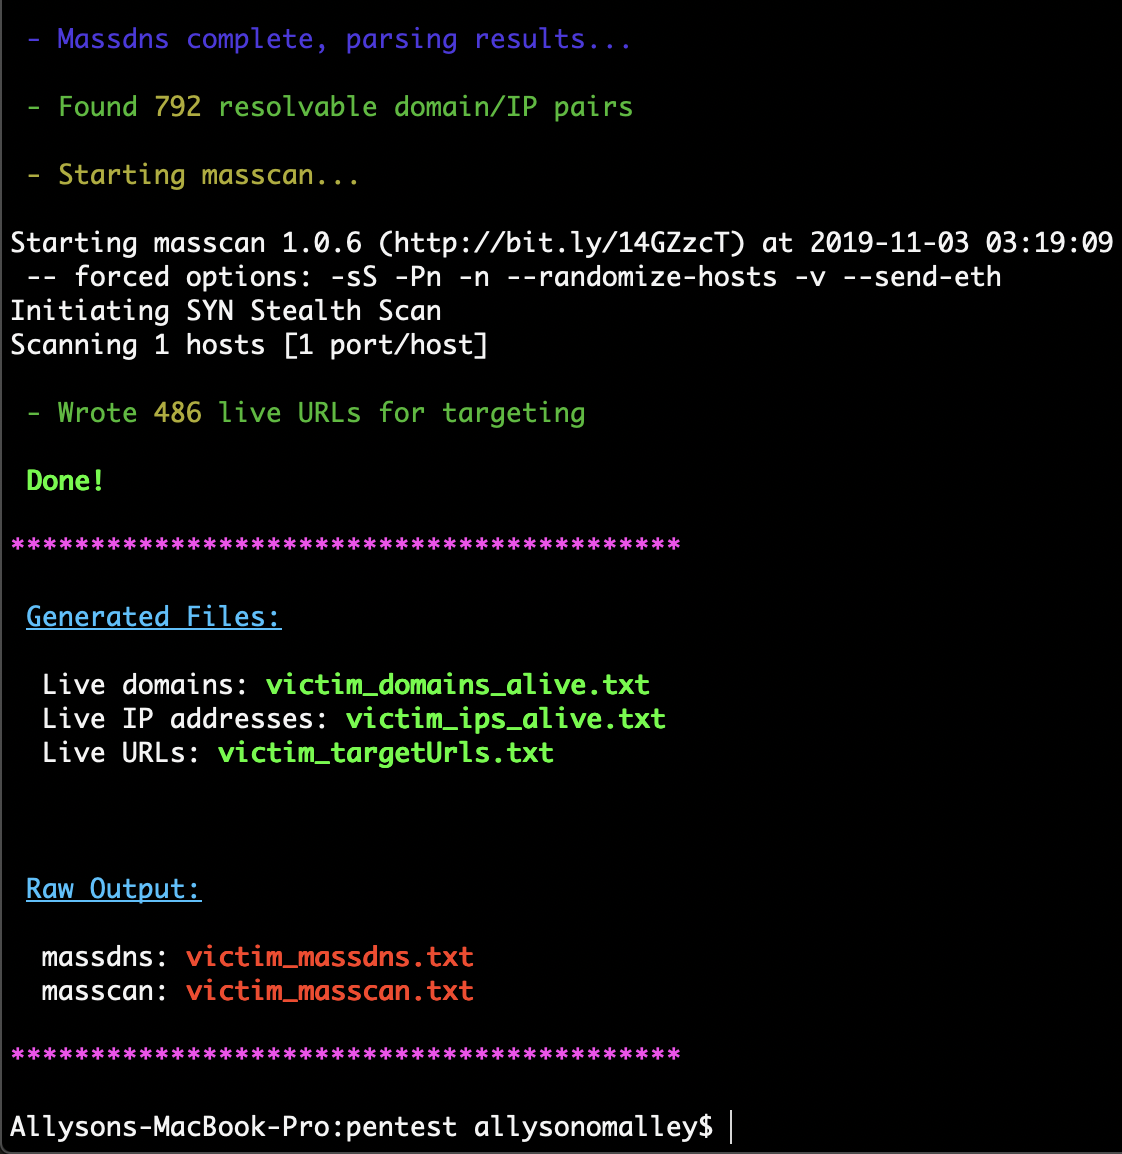 - Massdns complete, parsing results...
- Found 792 resolvable domain/IP pairs
- Starting masscan...
Starting masscan 1.0.6 (http://bit.ly/14GZzcT) at 2019-11-03 03:19:09
-- forced options: -sS -Pn -n --randomize-hosts -v --send-eth
Initiating SYN Stealth Scan
Scanning 1 hosts [1 port/host]
- Wrote 486 live URLs for targeting
Done!
******************************************
Generated Files:
Live domains: victim_domains_alive.txt
Live IP addresses: victim_ips_alive.txt
Live URLs: victim_targetUrls.txt
Raw Output:
massdns: victim_massdns.txt
masscan: victim_masscan.txt
******************************************
Allysons-MacBook-Pro:pentest allysonomalley$